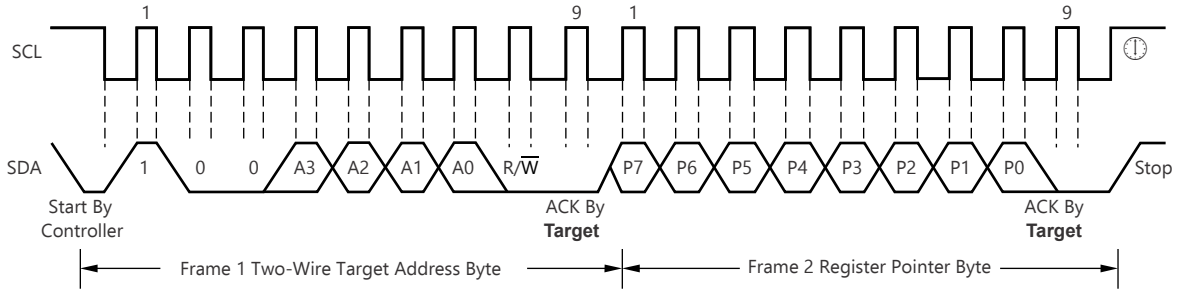 1 9 1 9
SCL
SDA 1 0 0 A3 A2 A1 A0 R/W̅ P7 P6 P5 P4 P3 P2 P1 P0 Stop
Start By ACK By ACK By
Controller Target Target
Frame 1 Two-Wire Target Address Byte Frame 2 Register Pointer Byte